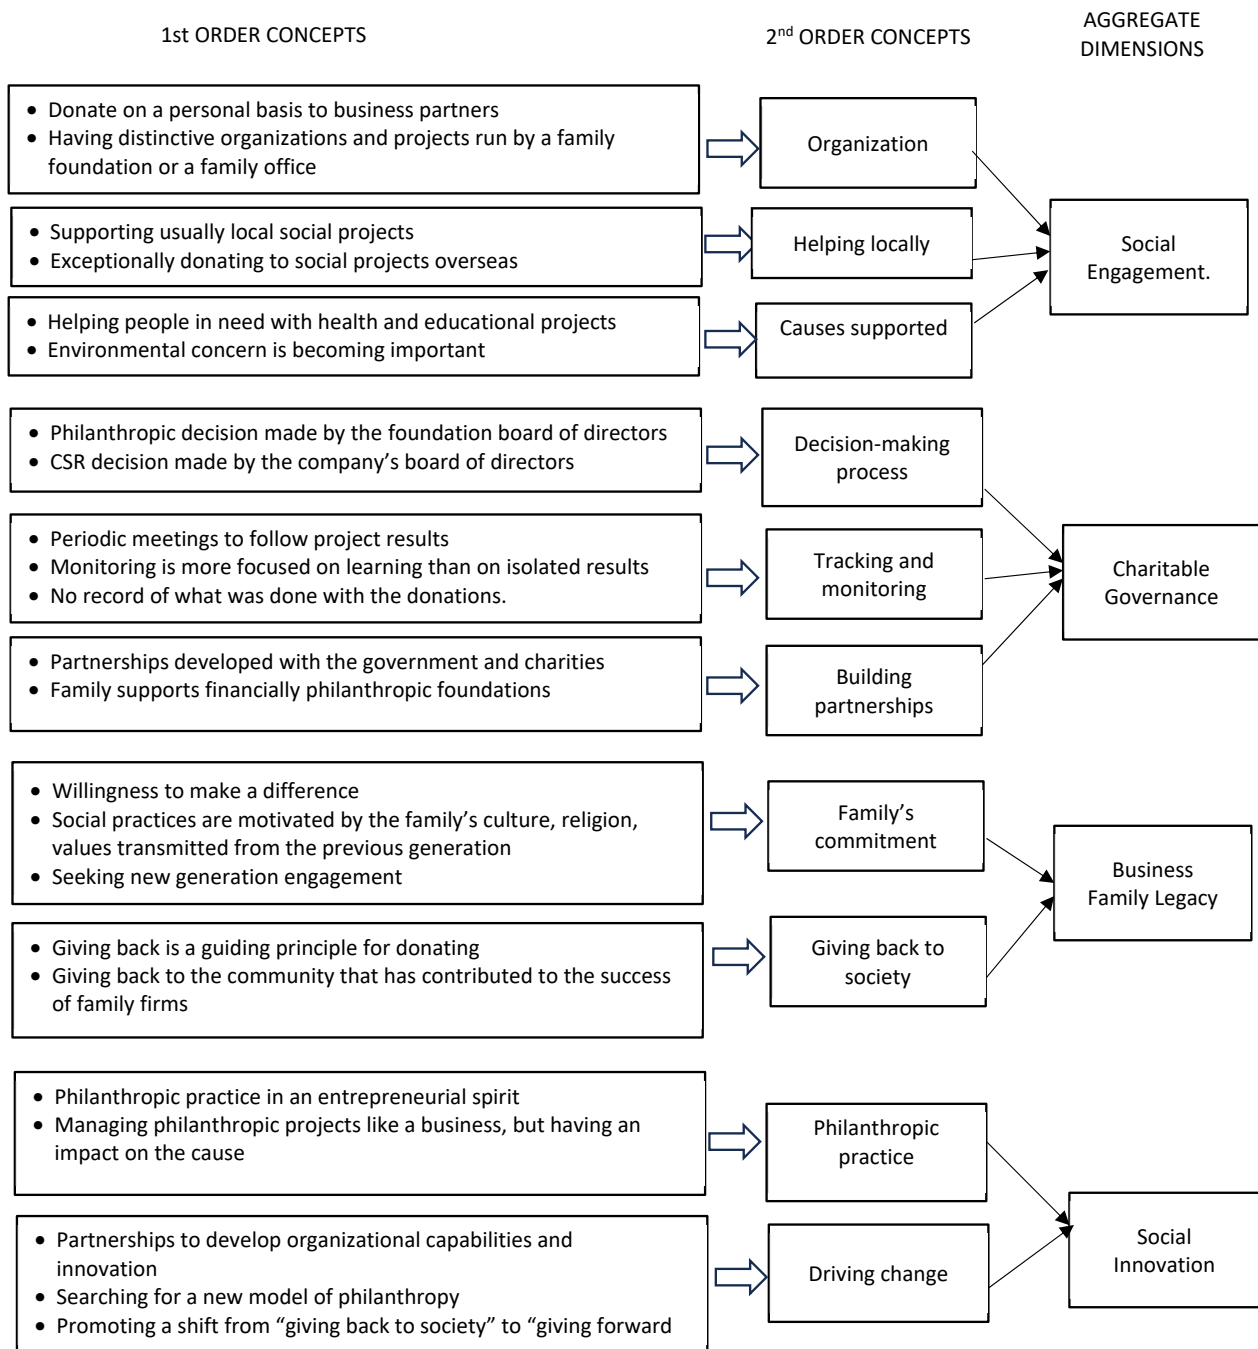 1st ORDER CONCEPTS
2nd ORDER CONCEPTS
AGGREGATE
DIMENSIONS
• Donate on a personal basis to business partners
• Having distinctive organizations and projects run by a family
foundation or a family office
Organization
• Supporting usually local social projects
• Exceptionally donating to social projects overseas
Helping locally
Social
Engagement.
• Helping people in need with health and educational projects
• Environmental concern is becoming important
Causes supported
• Philanthropic decision made by the foundation board of directors
• CSR decision made by the company’s board of directors
Decision-making
process
• Periodic meetings to follow project results
• Monitoring is more focused on learning than on isolated results
• No record of what was done with the donations.
Tracking and
monitoring
Charitable
Governance
• Partnerships developed with the government and charities
• Family supports financially philanthropic foundations
Building
partnerships
• Willingness to make a difference
• Social practices are motivated by the family’s culture, religion,
values transmitted from the previous generation
• Seeking new generation engagement
Family’s
commitment
Business
Family Legacy
• Giving back is a guiding principle for donating
• Giving back to the community that has contributed to the success
of family firms
Giving back to
society
• Philanthropic practice in an entrepreneurial spirit
• Managing philanthropic projects like a business, but having an
impact on the cause
Philanthropic
practice
• Partnerships to develop organizational capabilities and
innovation
• Searching for a new model of philanthropy
• Promoting a shift from “giving back to society” to “giving forward
Driving change
Social
Innovation